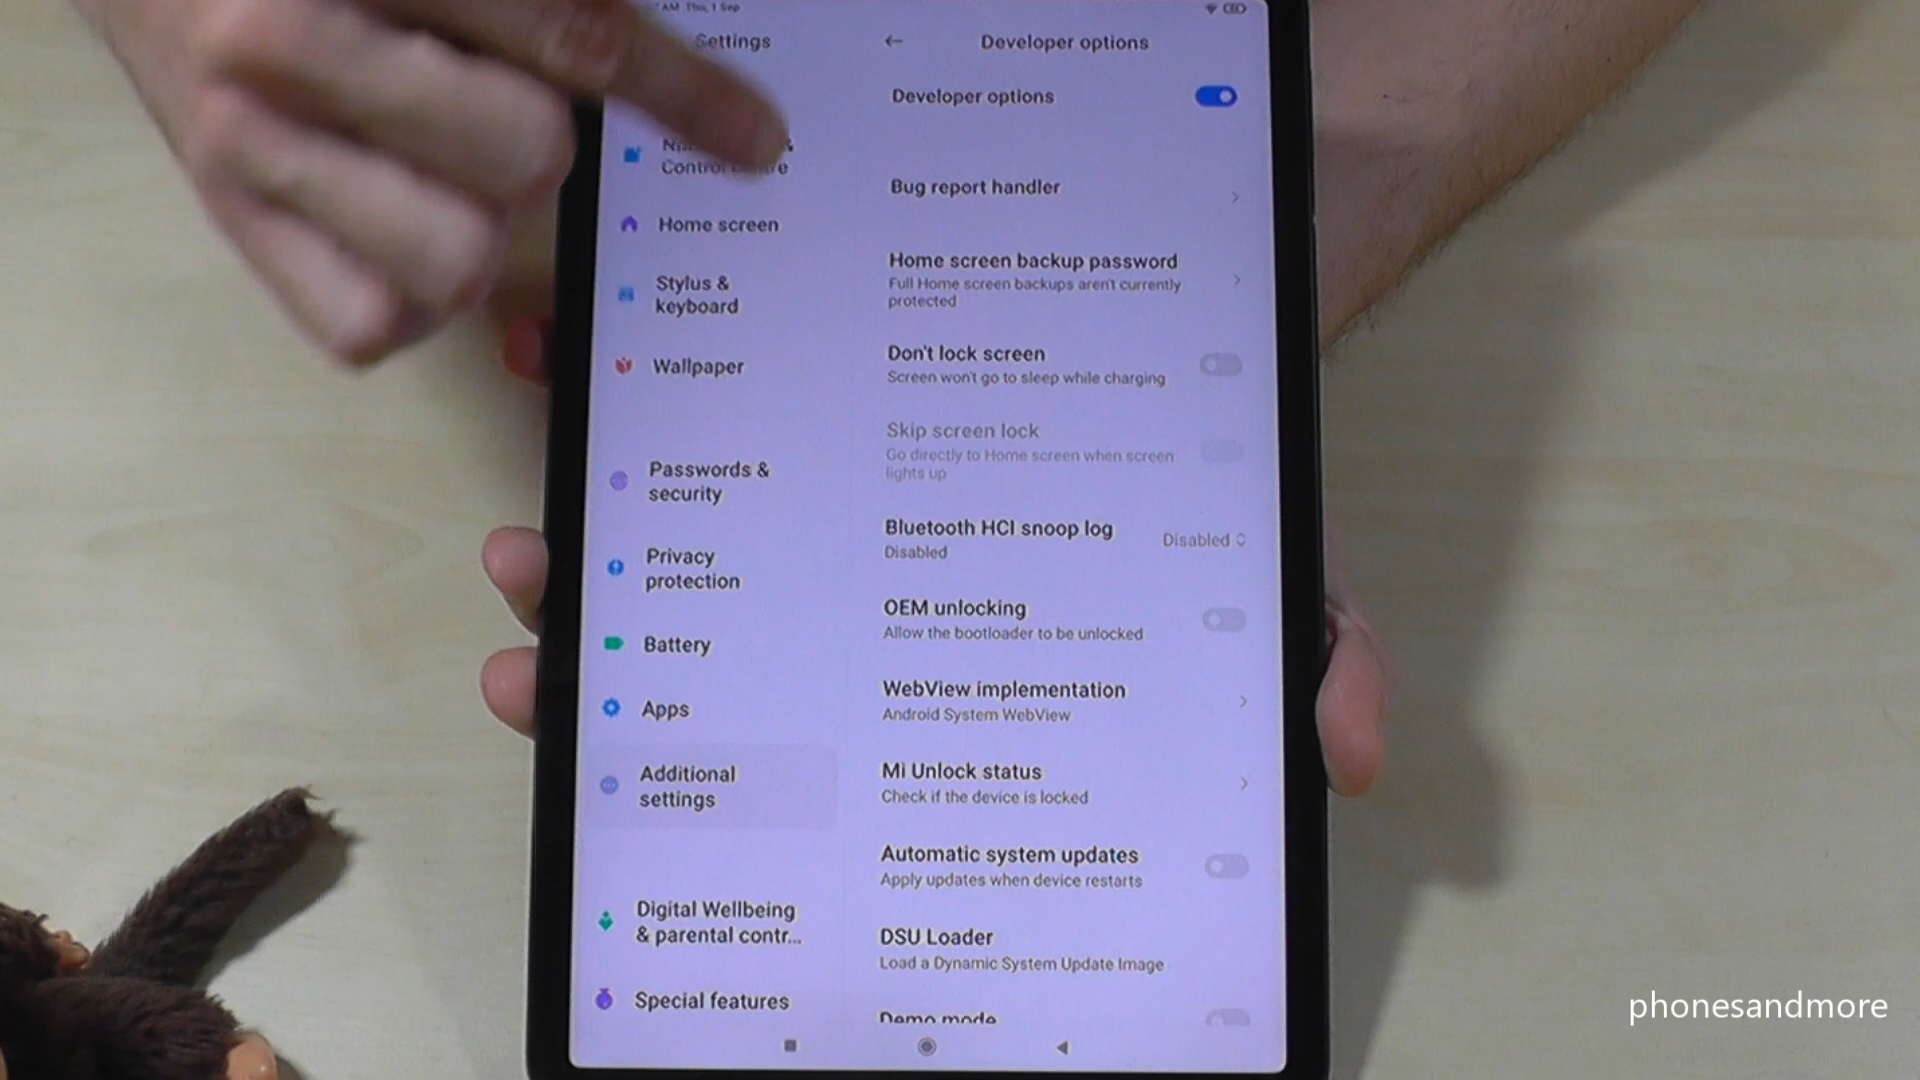 AM Thu, 1 Sep
Settings
Control
Home screen
Stylus &
keyboard
Wallpaper
Passwords &
security
Privacy
protection
Battery
Apps
Additional
settings
Digital Wellbeing
& parental contr...
Special features
Developer options
Developer options
Bug report handler
Home screen backup password
Full Home screen backups aren't currently
protected
Don't lock screen
Screen won't go to sleep while charging
Skip screen lock
Go directly to Home screen when screen
lights up
Bluetooth HCI snoop log
Disabled
Disabled
OEM unlocking
Allow the bootloader to be unlocked
WebView implementation
Android System WebView
Mi Unlock status
Check if the device is locked
Automatic system updates
Apply updates when device restarts
DSU Loader
Load a Dynamic System Update Image
Demo mode
phonesandmore